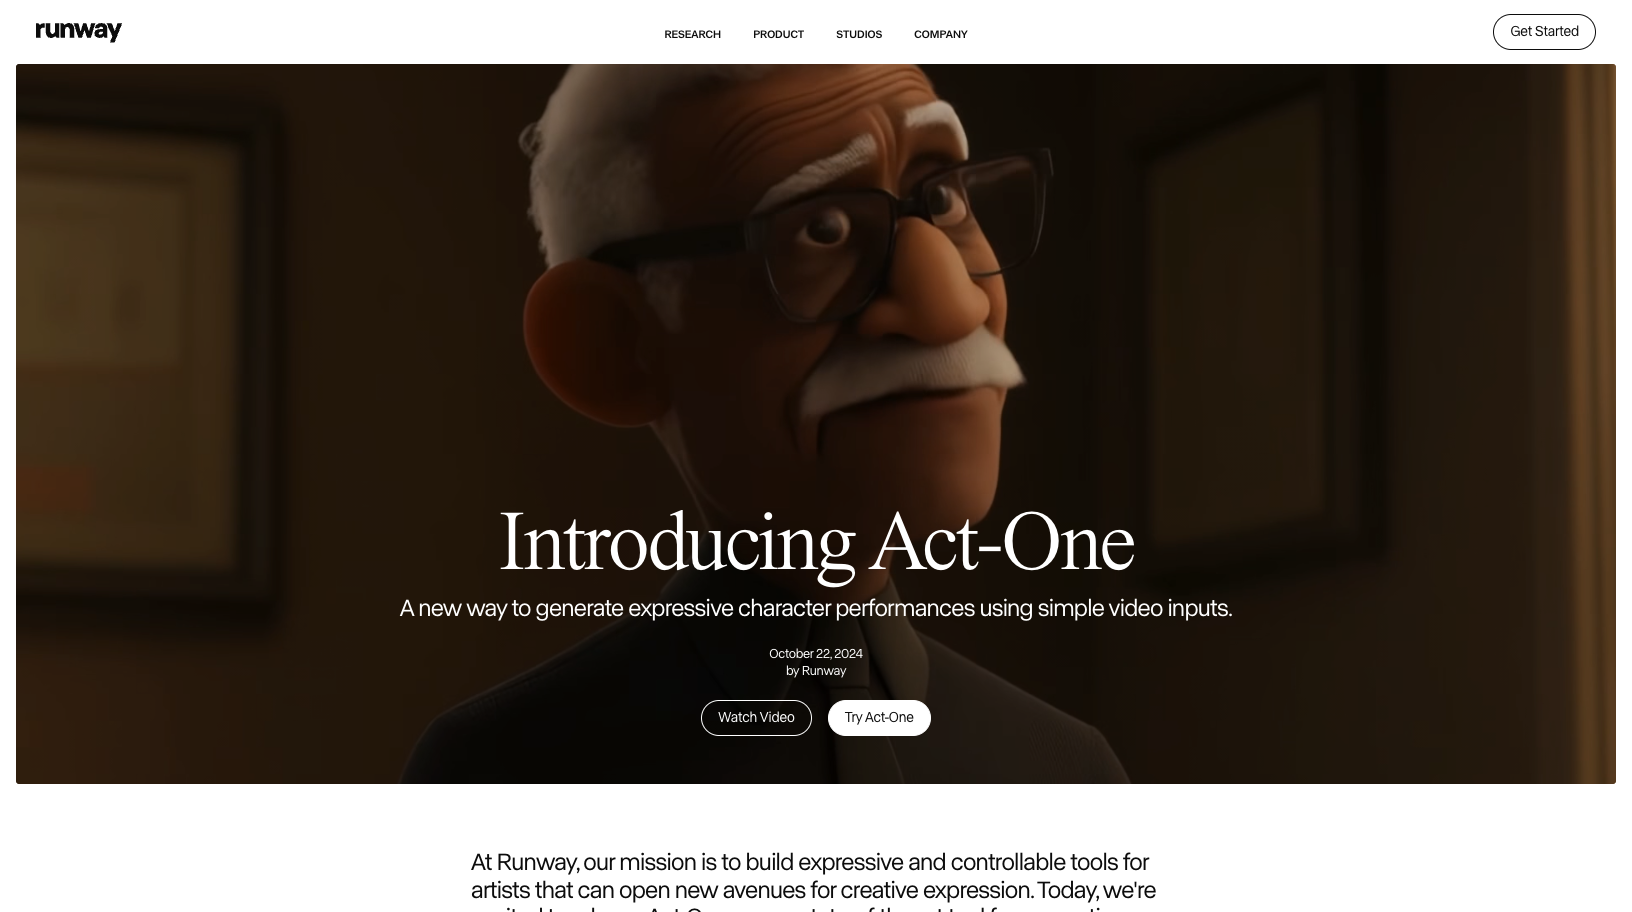 runway
RESEARCH
PRODUCT
STUDIOS
COMPANY
Get Started
Introducing Act-One
A new way to generate expressive character performances using simple video inputs.
October 22, 2024
by Runway
Watch Video
Try Act-One
At Runway, our mission is to build expressive and controllable tools for
artists that can open new avenues for creative expression. Today, we're